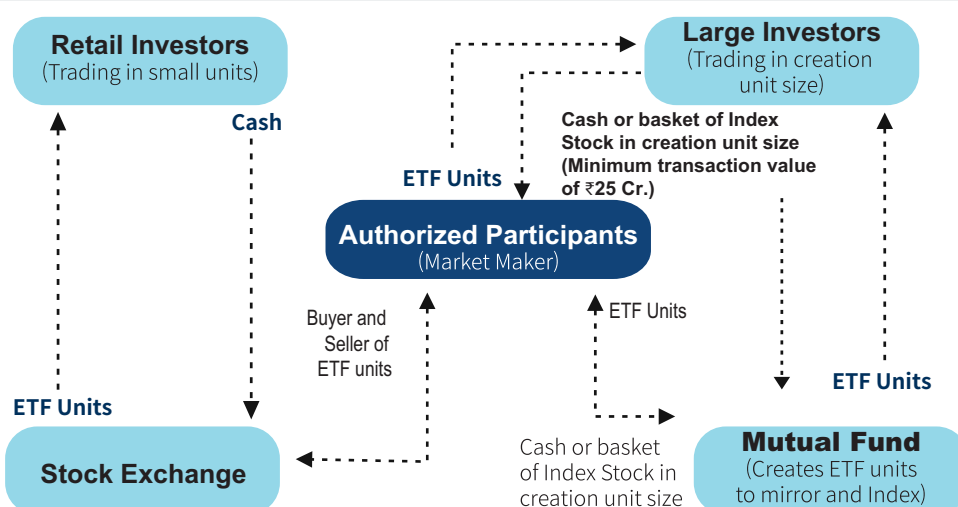 Retail Investors
(Trading in small units)
Large Investors
(Trading in creation
unit size)
Cash
Cash or basket of Index
Stock in creation unit size
(Minimum transaction value
of ₹25 Cr.)
ETF Units
Authorized Participants
(Market Maker)
Buyer and
Seller of
ETF units
ETF Units
ETF Units
ETF Units
Stock Exchange
Cash or basket
of Index Stock in
creation unit size
Mutual Fund
(Creates ETF units
to mirror and Index)